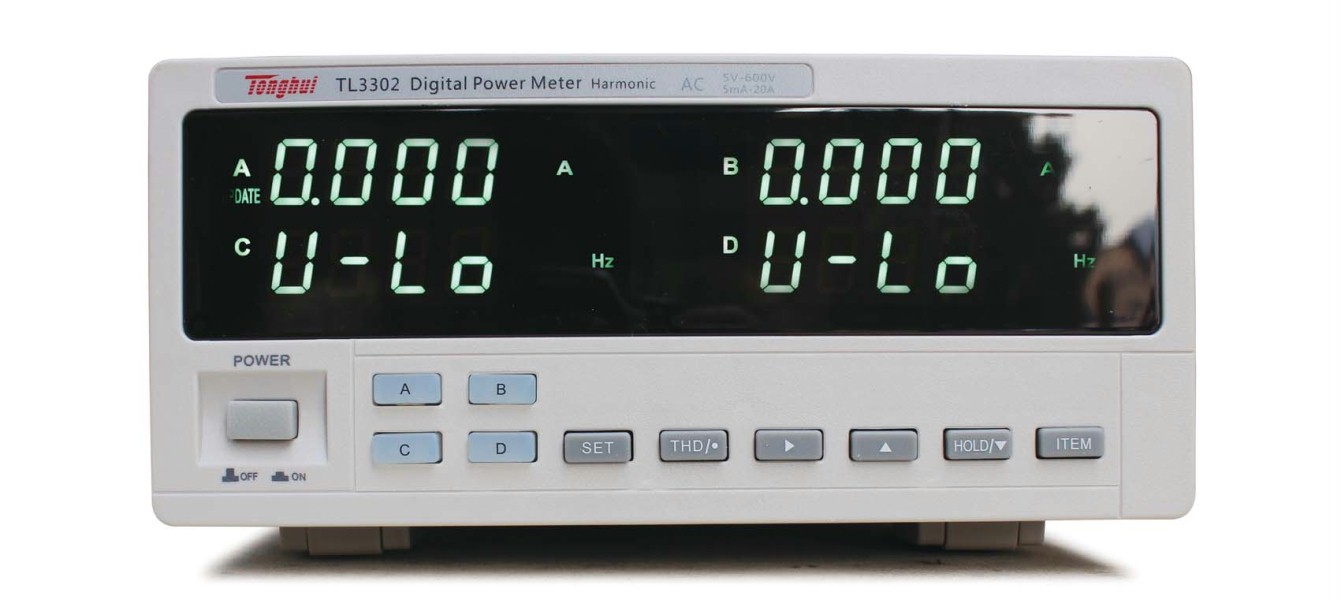 Tonghui TL3302 Digital Power Meter Harmonic AC 5V-600V
5mA-20A
A 0.000 A
DATE
B 0.000 A
C U-Lo Hz
D U-Lo Hz
POWER
OFF ON
A B
C D
SET THD/• ▶ ▲ HOLD/▼ ITEM